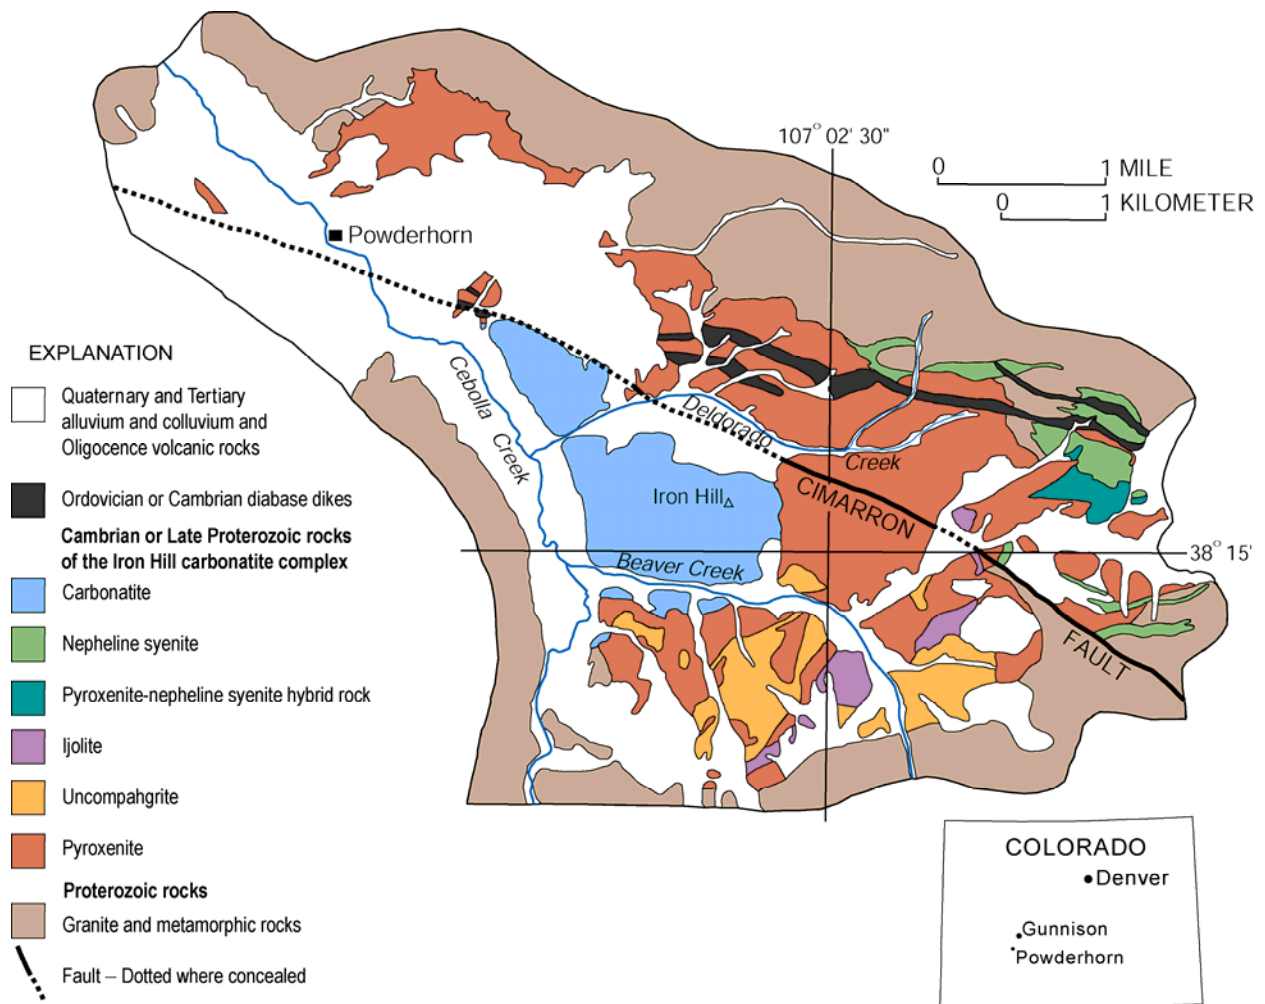 107° 02' 30"
0 1 MILE
0 1 KILOMETER
Powderhorn
EXPLANATION
Quaternary and Tertiary
alluvium and colluvium and
Oligocence volcanic rocks
Ordovician or Cambrian diabase dikes
Cambrian or Late Proterozoic rocks
of the Iron Hill carbonatite complex
Carbonatite
Nepheline syenite
Pyroxenite-nepheline syenite hybrid rock
Ijolite
Uncompahgrite
Pyroxenite
Proterozoic rocks
Granite and metamorphic rocks
Fault – Dotted where concealed
Cebolla
Creek
Deldorado
Creek
Iron Hill
CIMARRON
FAULT
Beaver Creek
38° 15'
COLORADO
Denver
Gunnison
Powderhorn